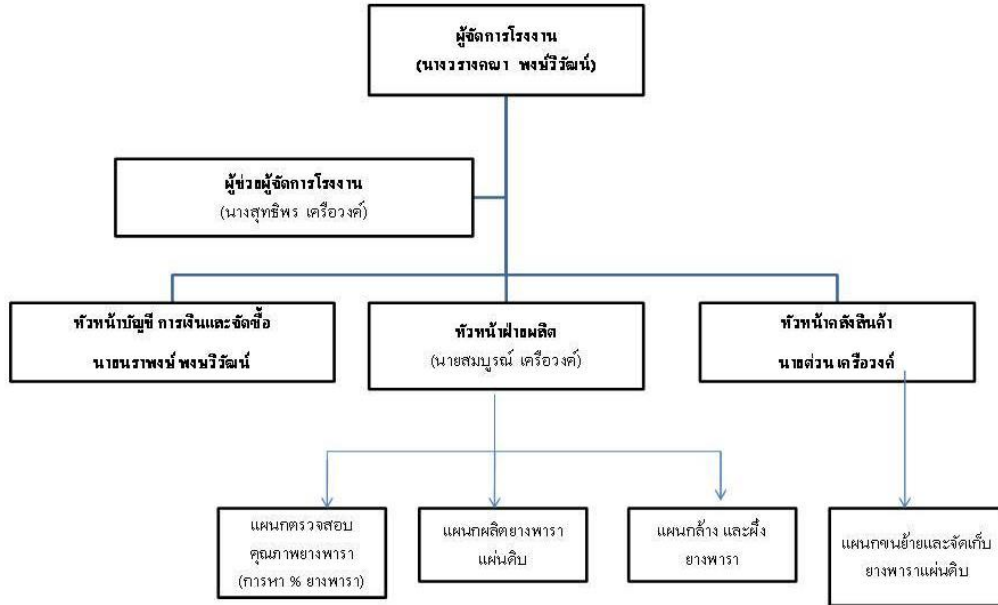 ผู้จัดการโรงงาน
(นางวรางคณา พงษ์วิวัฒน์)
ผู้ช่วยผู้จัดการโรงงาน
(นางสุทธิพร เครือวงค์)
หัวหน้าบัญชี การเงินและจัดซื้อ
นายนราพงษ์ พงษวิวัฒน์
หัวหน้าฝ่ายผลิต
(นายสมบูรณ์ เครือวงค์)
หัวหน้าคลังสินค้า
นายด่วน เครือวงค์
แผนกตรวจสอบ
คุณภาพยางพารา
(การหา % ยางพารา)
แผนกผลิตยางพารา
แผ่นดิบ
แผนกล้าง และผึ่ง
ยางพารา
แผนกขนย้ายและจัดเก็บ
ยางพาราแผ่นดิบ